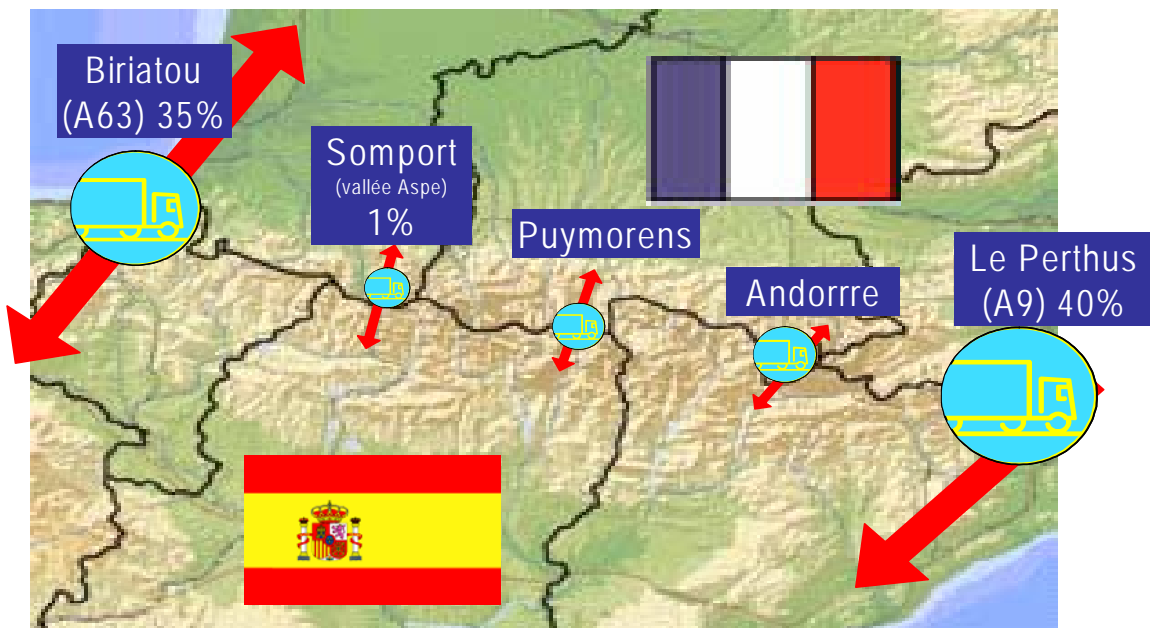 Biriatou
(A63) 35%
Somport
(vallée Aspe)
1%
Puymorens
Andorrre
Le Perthus
(A9) 40%